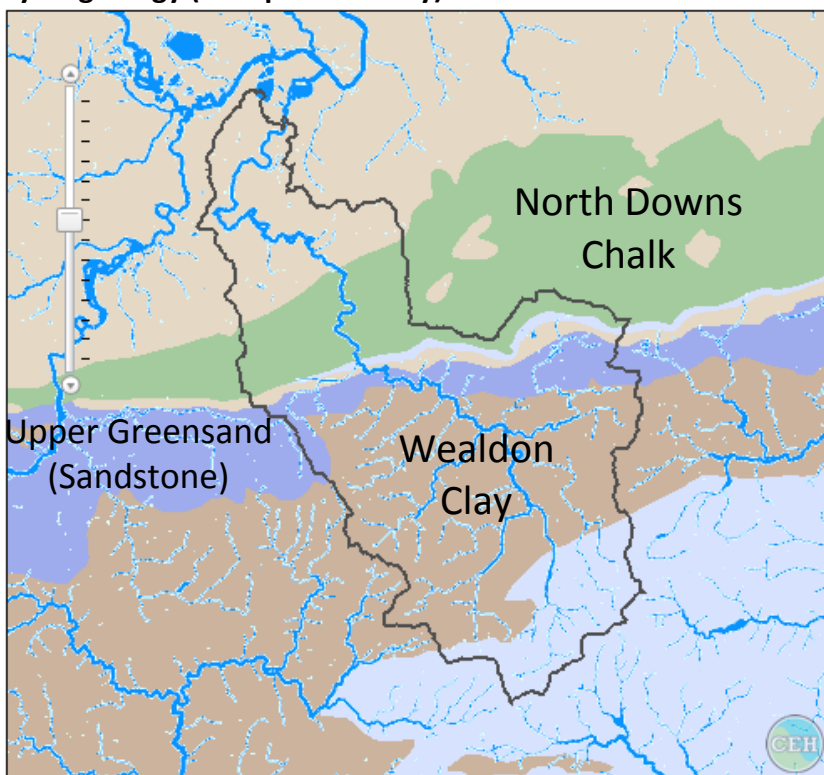 North Downs
Chalk
Upper Greensand
(Sandstone)
Wealdon
Clay
CEH